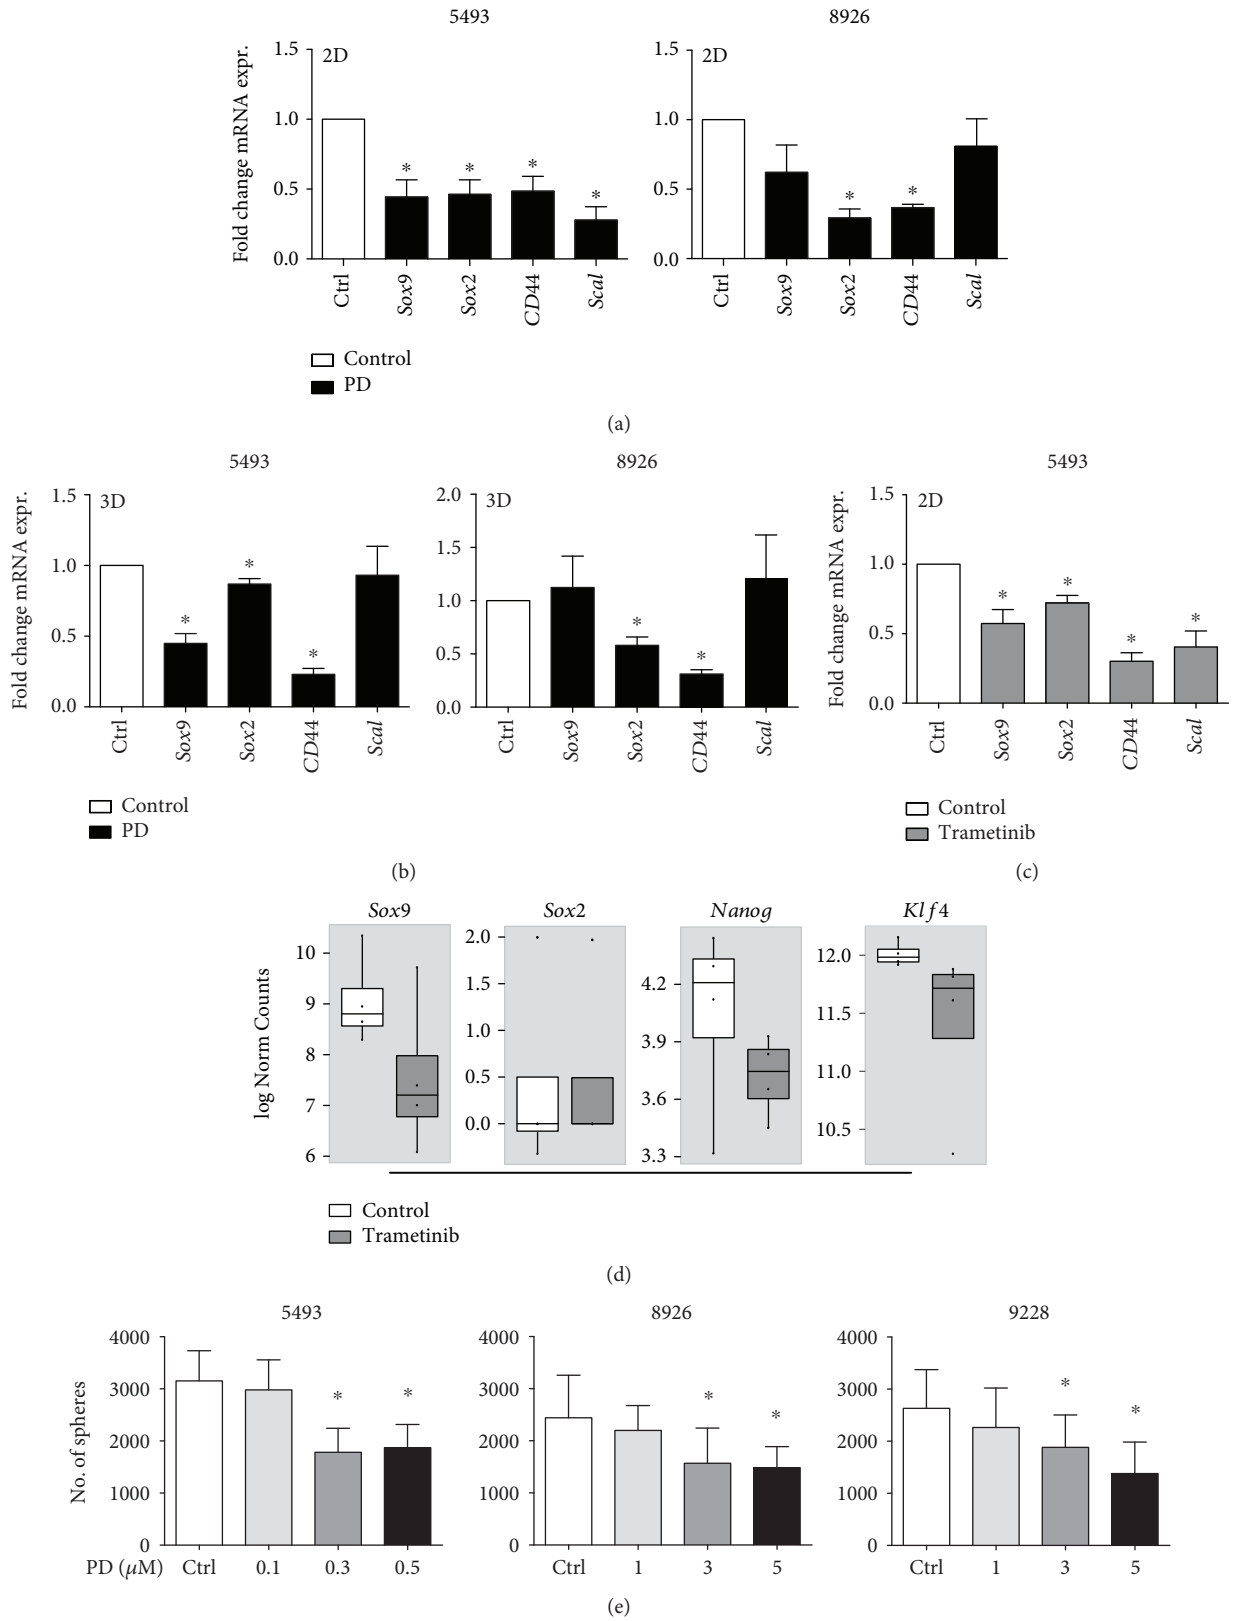 5493 8926
1.5 2D 1.5 2D
Fold change mRNA expr.
1.0 1.0
0.5 * * * * 0.5 * *
0.0 0.0
Ctrl Sox9 Sox2 CD44 Scal Ctrl Sox9 Sox2 CD44 Scal
Control
PD
(a)
5493 8926 5493
1.5 3D 2.0 3D 1.5 2D
Fold change mRNA expr. Fold change mRNA expr.
1.5
1.0 * 1.0 1.0
0.5 * * 0.5 * * 0.5 * * * *
0.0 0.0 0.0
Ctrl Sox9 Sox2 CD44 Scal Ctrl Sox9 Sox2 CD44 Scal Ctrl Sox9 Sox2 CD44 Scal
Control Control
PD Trametinib
(b) (c)
Sox9 Sox2 Nanog Klf4
log Norm Counts
10 2.0 4.2 12.0
9 1.5 3.9 11.5
8 1.0 3.6 11.0
7 0.5 3.3 10.5
6 0.0
Control
Trametinib
(d)
5493 8926 9228
4000 4000 4000
No. of spheres
3000 * * 3000 * * 3000 * *
2000 2000 2000
1000 1000 1000
0 0 0
PD (μM) Ctrl 0.1 0.3 0.5 Ctrl 1 3 5 Ctrl 1 3 5
(e)